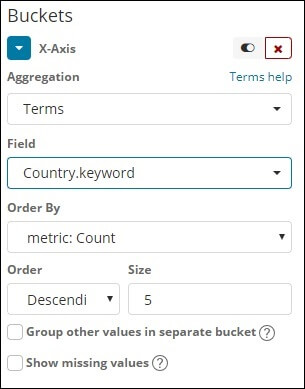 Buckets
X-Axis
Aggregation Terms help
Terms
Field
Country.keyword
Order By
metric: Count
Order Size
Descendi 5
Group other values in separate bucket ?
Show missing values ?